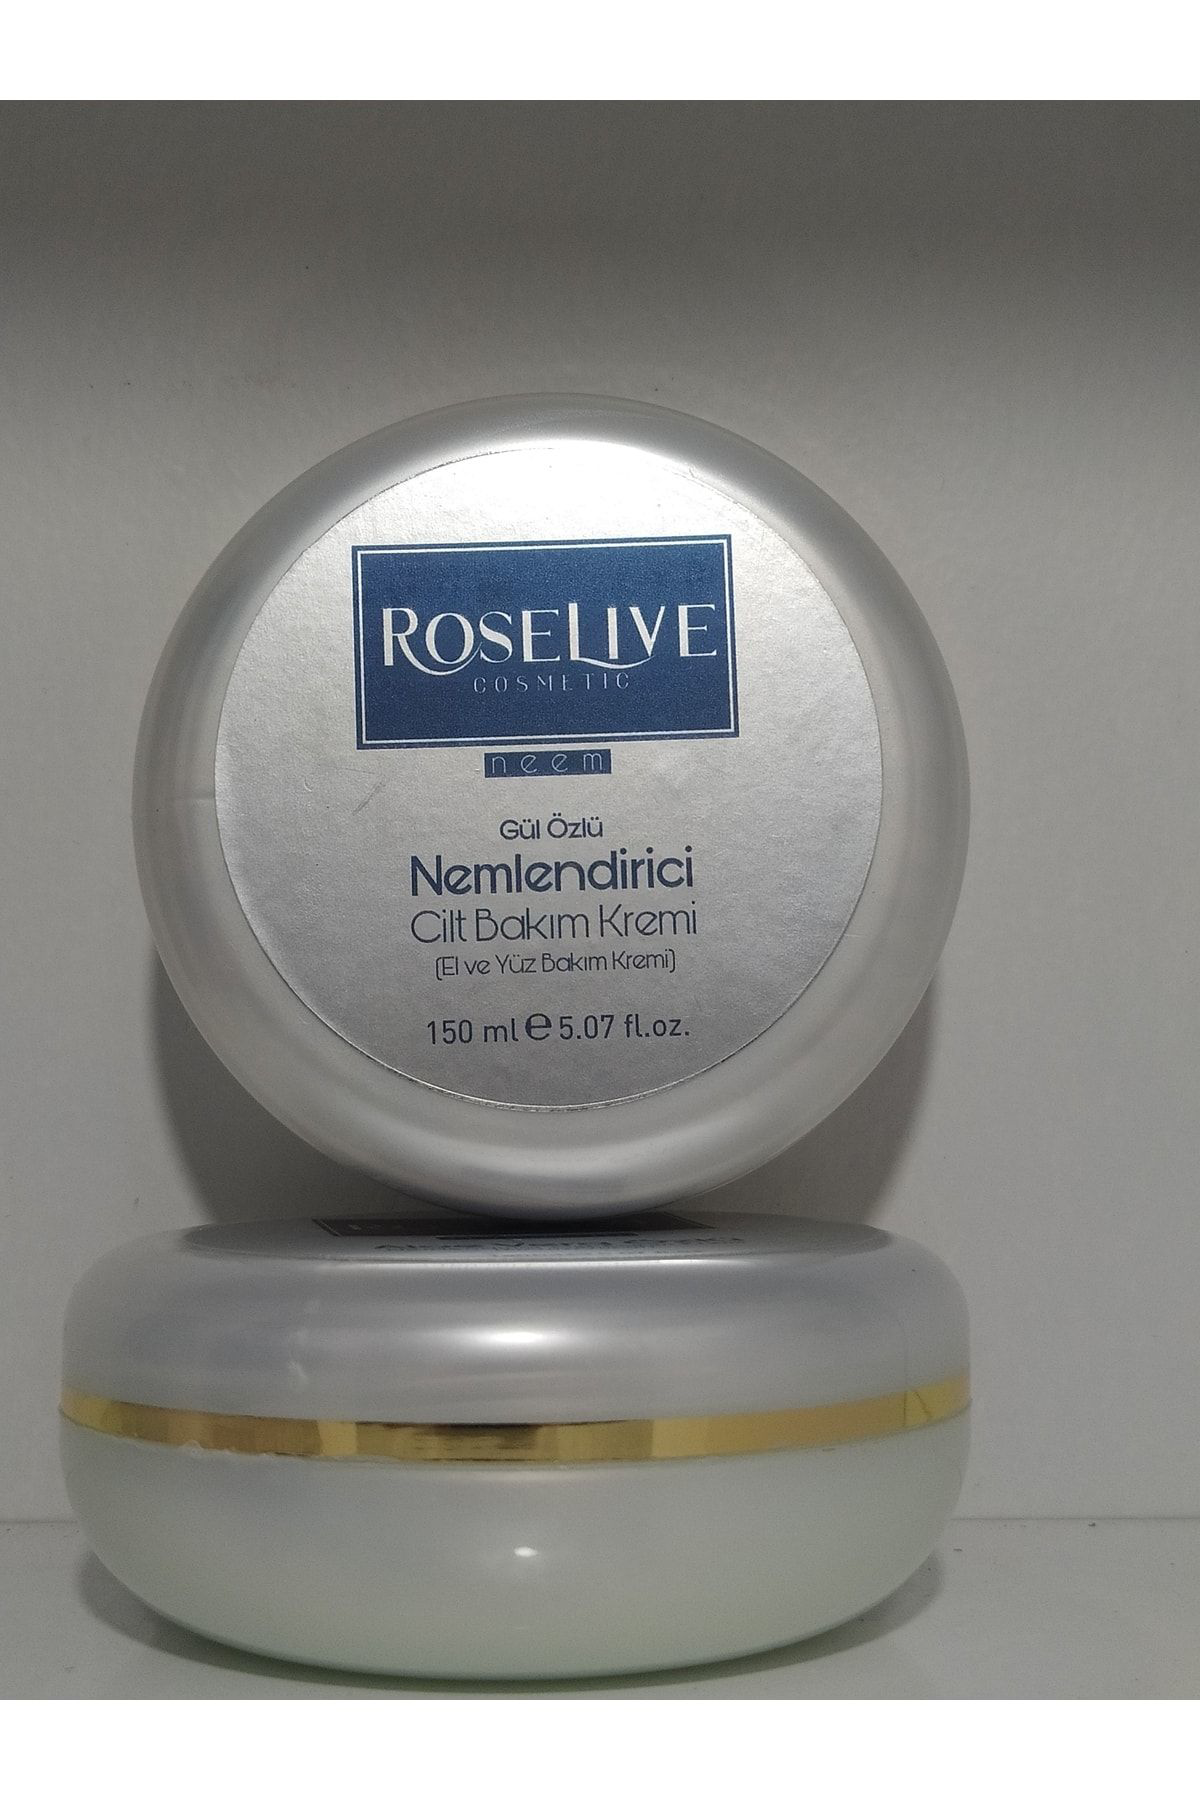 ROSELIVE
COSMETIC
neem
Gül Özlü
Nemlendirici
Cilt Bakım Kremi
(El ve Yüz Bakım Kremi)
150 ml e 5.07 fl.oz.